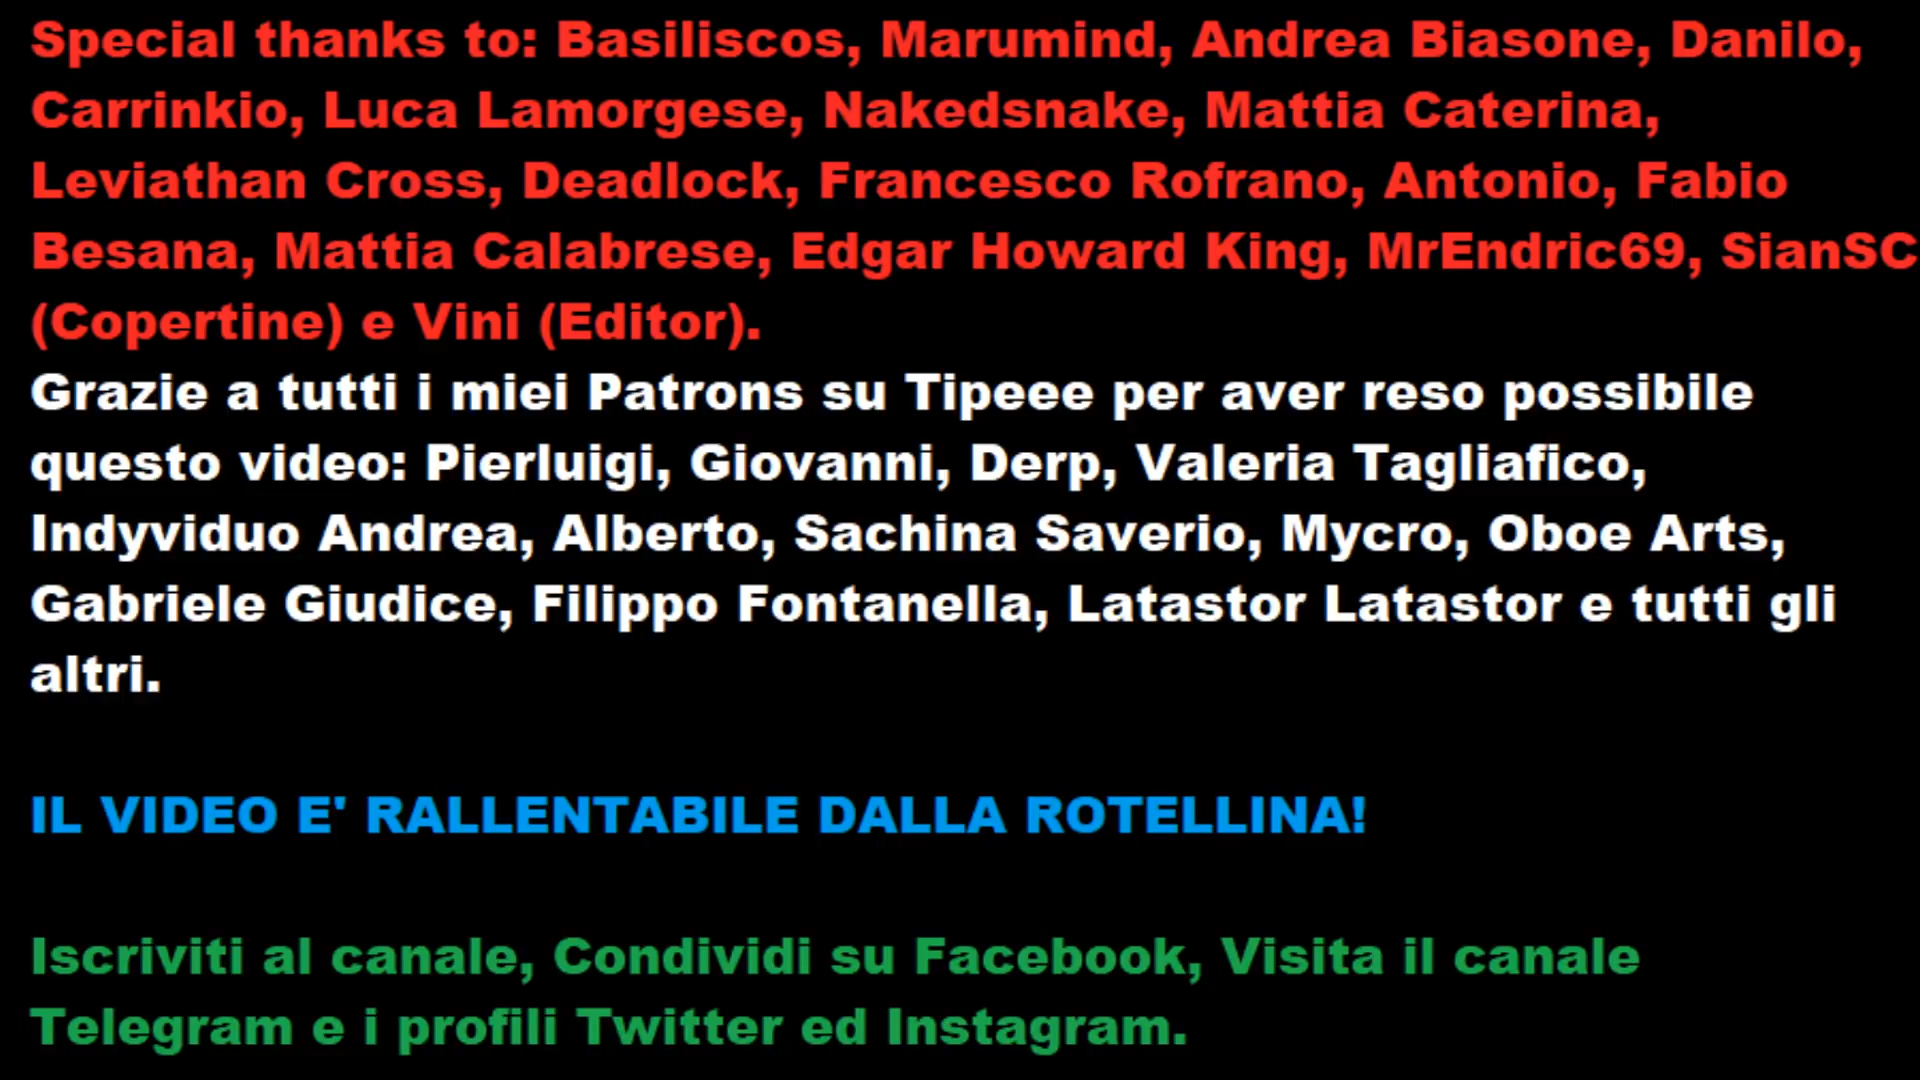 Special thanks to: Basiliscos, Marumind, Andrea Biasone, Danilo,
Carrinkio, Luca Lamorgese, Nakedsnake, Mattia Caterina,
Leviathan Cross, Deadlock, Francesco Rofrano, Antonio, Fabio
Besana, Mattia Calabrese, Edgar Howard King, MrEndric69, SianSC
(Copertine) e Vini (Editor).
Grazie a tutti i miei Patrons su Tipeee per aver reso possibile
questo video: Pierluigi, Giovanni, Derp, Valeria Tagliafico,
Indyviduo Andrea, Alberto, Sachina Saverio, Mycro, Oboe Arts,
Gabriele Giudice, Filippo Fontanella, Latastor Latastor e tutti gli
altri.
IL VIDEO E' RALLENTABILE DALLA ROTELLINA!
Iscriviti al canale, Condividi su Facebook, Visita il canale
Telegram e i profili Twitter ed Instagram.